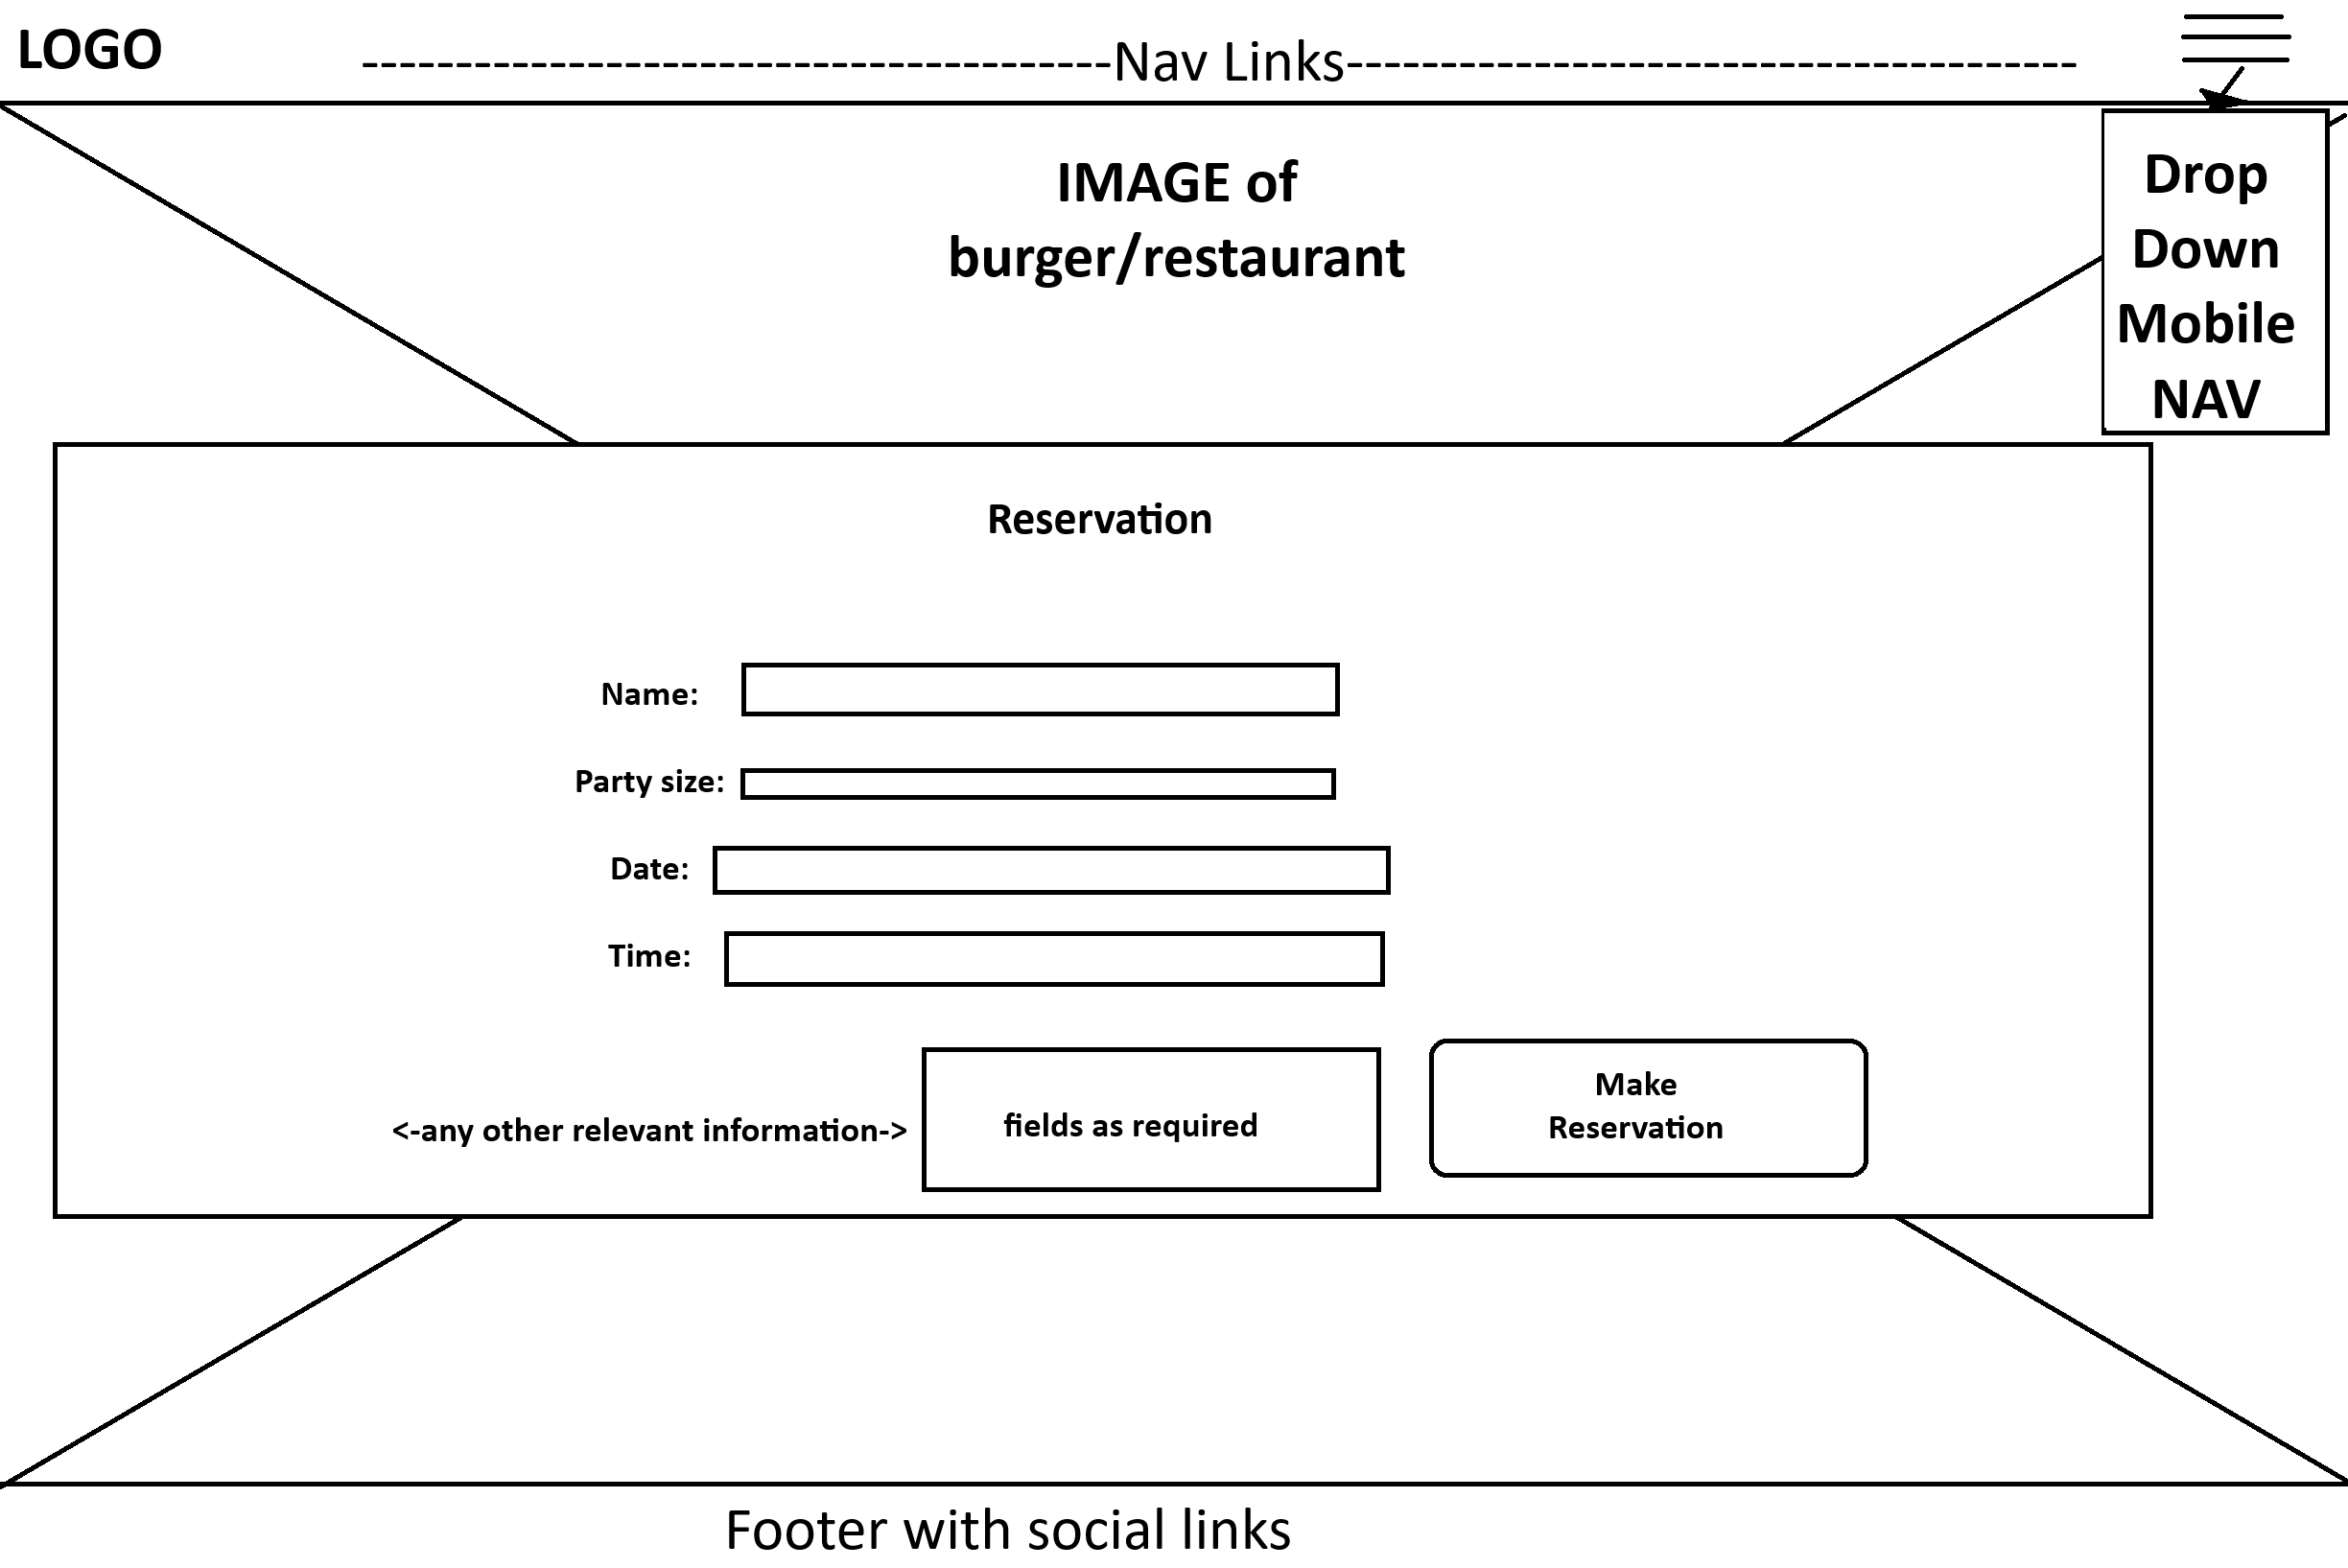 LOGO
----------------------------------------Nav Links---------------------------------------
IMAGE of
burger/restaurant
Drop
Down
Mobile
NAV
Reservation
Name:
Party size:
Date:
Time:
<-any other relevant information->
fields as required
Make
Reservation
Footer with social links